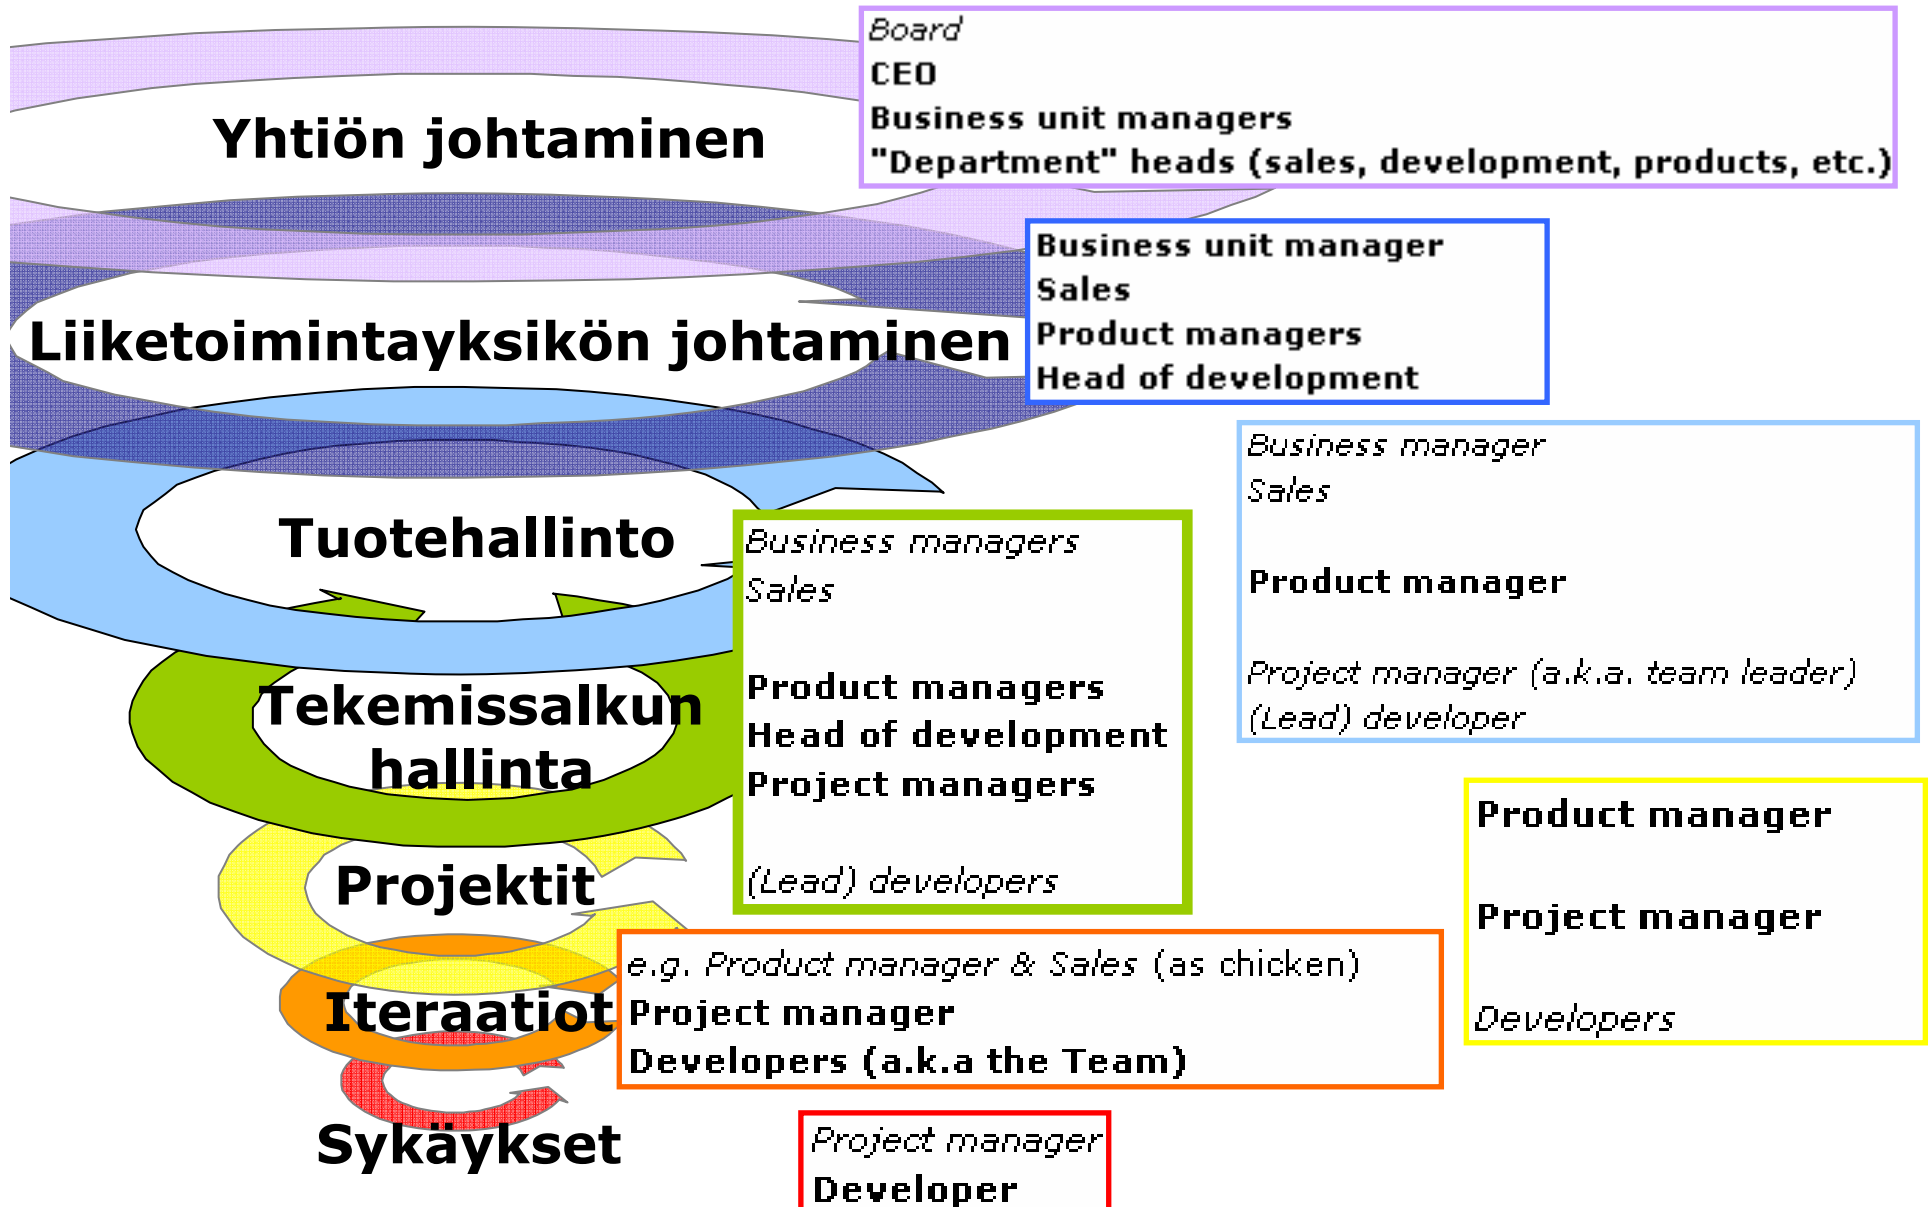 Yhtiön johtaminen
Board
CEO
Business unit managers
"Department" heads (sales, development, products, etc.)
Liiketoimintayksikön johtaminen
Business unit manager
Sales
Product managers
Head of development
Tuotehallinto
Business manager
Sales
Product manager
Project manager (a.k.a. team leader)
(Lead) developer
Tekemissalkun
hallinta
Business managers
Sales
Product managers
Head of development
Project managers
(Lead) developers
Projektit
Product manager
Project manager
Developers
Iteraatiot
e.g. Product manager & Sales (as chicken)
Project manager
Developers (a.k.a the Team)
Sykäykset
Project manager
Developer